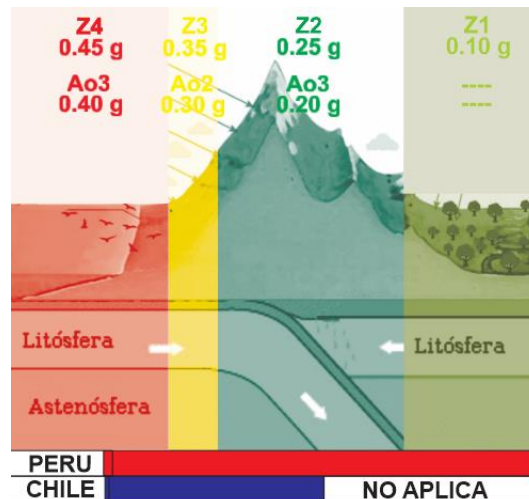 Z4
0.45 g
Ao3
0.40 g
Z3
0.35 g
Ao2
0.30 g
Z2
0.25 g
Ao3
0.20 g
Z1
0.10 g
----
----
Litósfera
Litósfera
Astenósfera
PERU
CHILE
NO APLICA